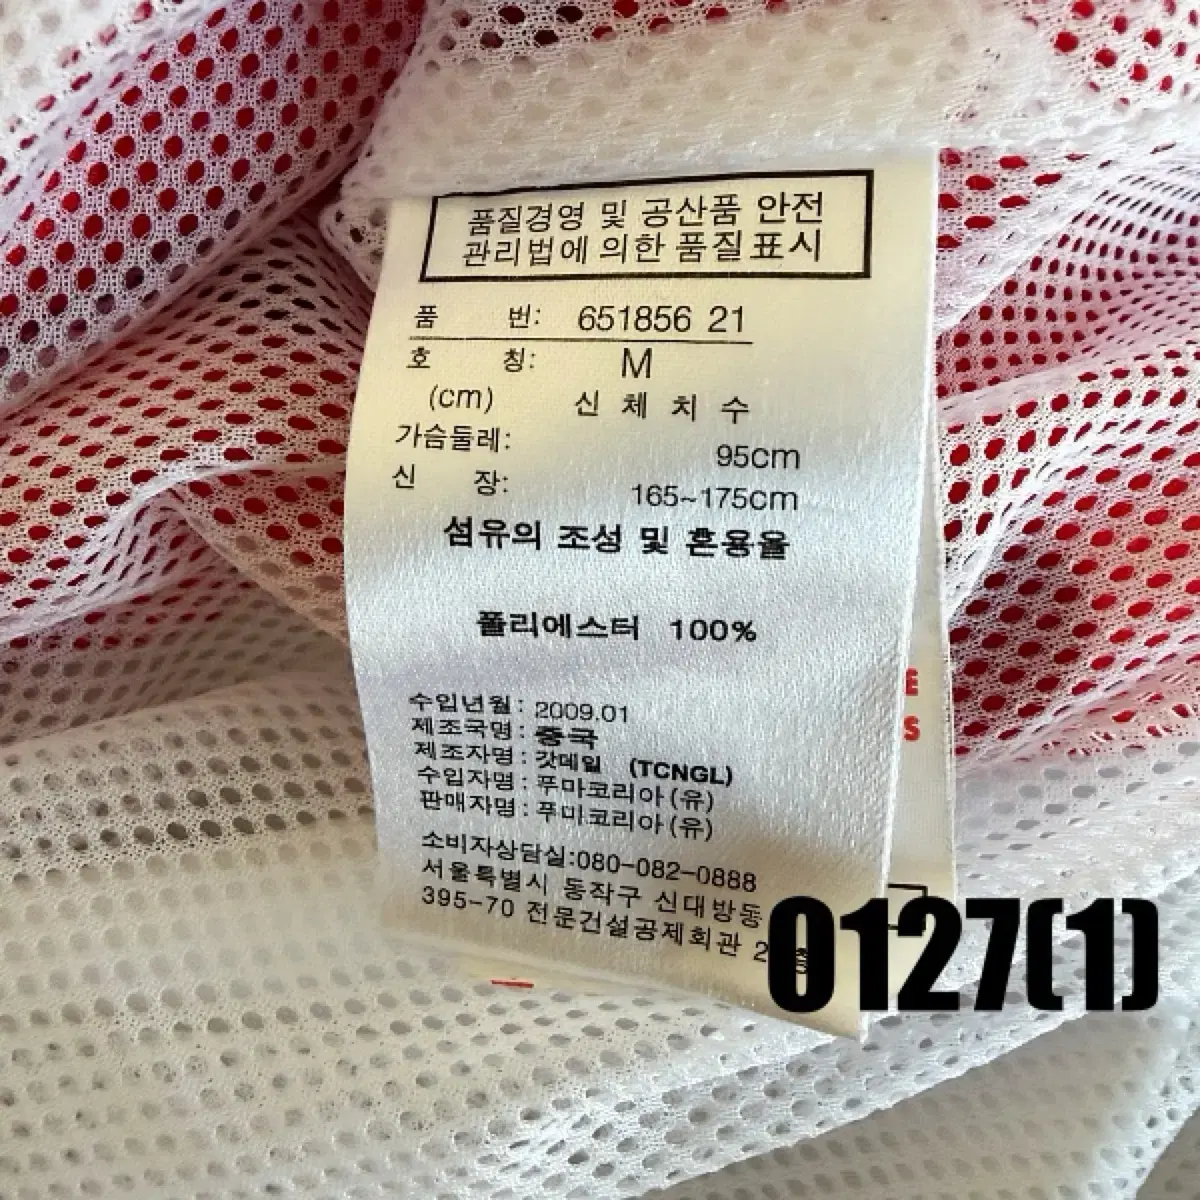 품질경영 및 공산품 안전
관리법에 의한 품질표시
품 번: 651856 21
호 칭: M
(cm) 신 체 치 수
가슴둘레: 95cm
신 장: 165~175cm
섬유의 조성 및 혼용율
폴리에스터 100%
수입년월: 2009.01
제조국명: 중국
제조자명: 갓데일 (TCNGL)
수입자명: 푸마코리아(유)
판매자명: 푸마코리아(유)
소비자상담실:080-082-0888
서울특별시 동작구 신대방동
395-70 전문건설공제회관 2
E
S
0127(1)